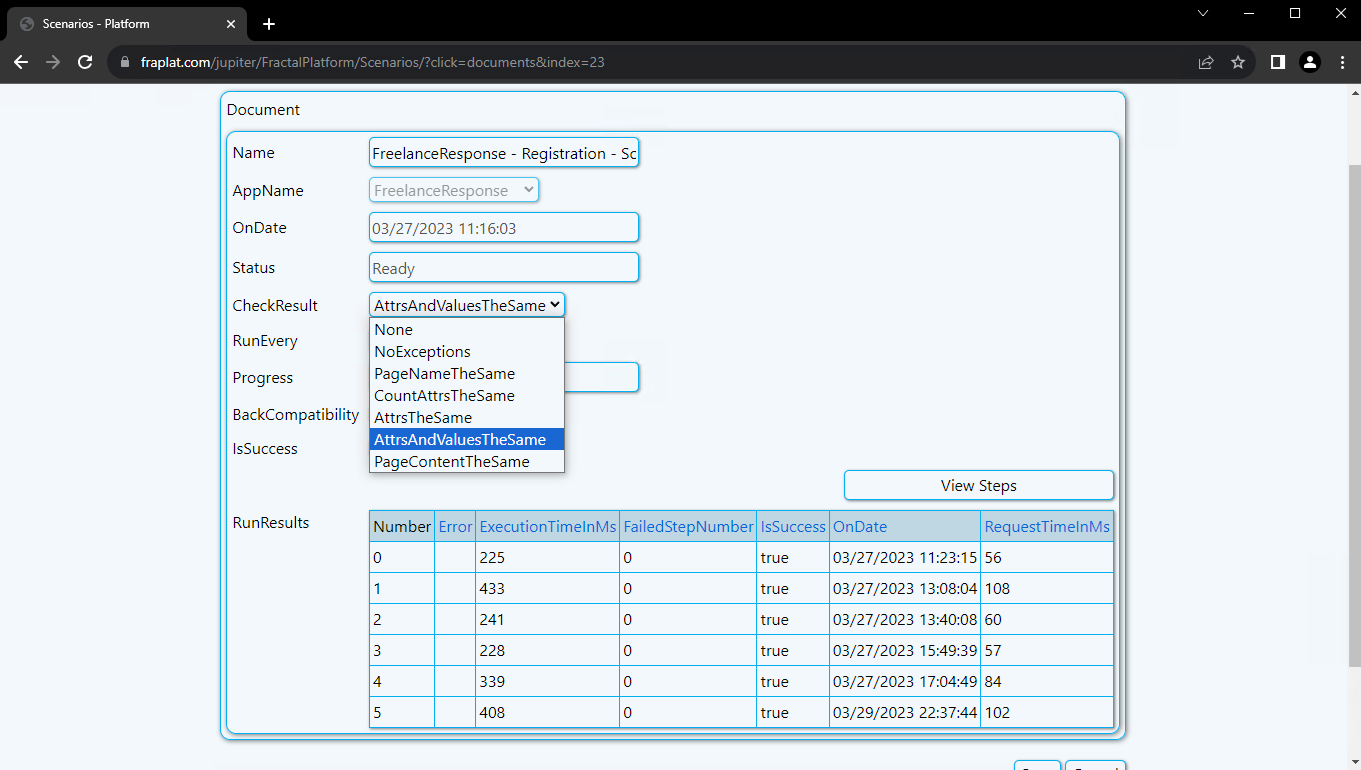 Scenarios - Platform
fraplat.com/jupiter/FractalPlatform/Scenarios/?click=documents&index=23
Document
Name FreelanceResponse - Registration - Sc
AppName FreelanceResponse
OnDate 03/27/2023 11:16:03
Status Ready
CheckResult AttrsAndValuesTheSame
None
RunEvery
NoExceptions
PageNameTheSame
Progress
CountAttrsTheSame
BackCompatibility
AttrsTheSame
AttrsAndValuesTheSame
IsSuccess
PageContentTheSame
View Steps
RunResults
Number Error ExecutionTimeInMs FailedStepNumber IsSuccess OnDate RequestTimeInMs
0 225 0 true 03/27/2023 11:23:15 56
1 433 0 true 03/27/2023 13:08:04 108
2 241 0 true 03/27/2023 13:40:08 60
3 228 0 true 03/27/2023 15:49:39 57
4 339 0 true 03/27/2023 17:04:49 84
5 408 0 true 03/29/2023 22:37:44 102